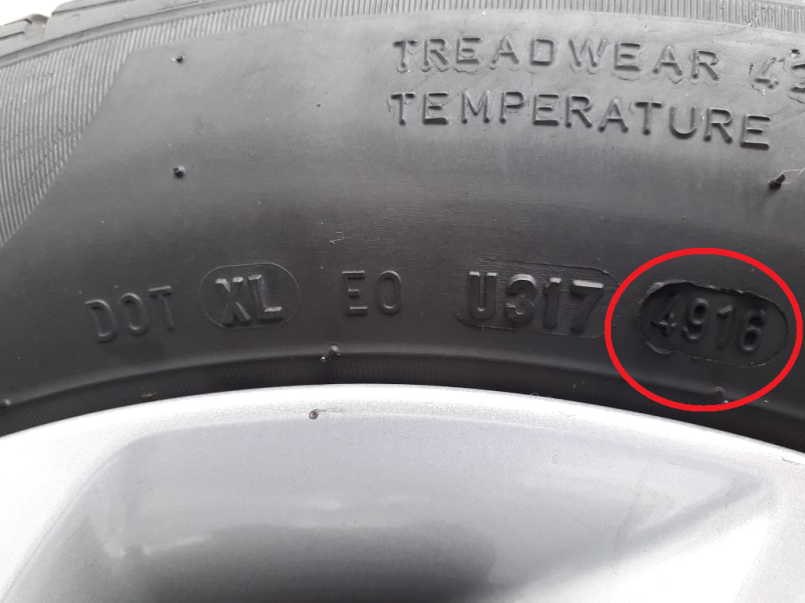 TREADWEAR
TEMPERATURE
DOT XL EO U317 4916